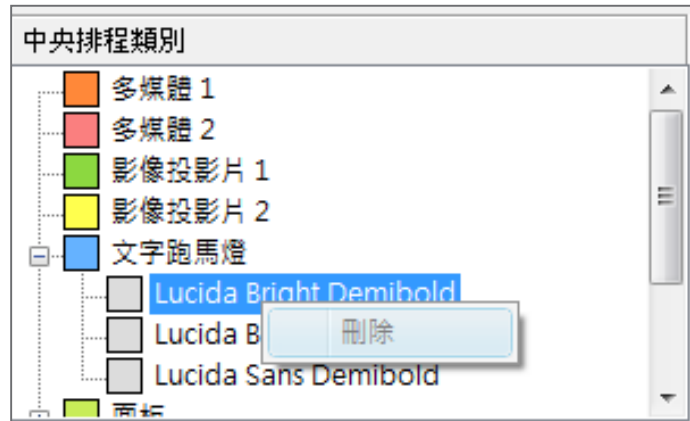 中央排程類別
多媒體 1
多媒體 2
影像投影片 1
影像投影片 2
文字跑馬燈
Lucida Bright Demibold
Lucida B
刪除
Lucida Sans Demibold
面板